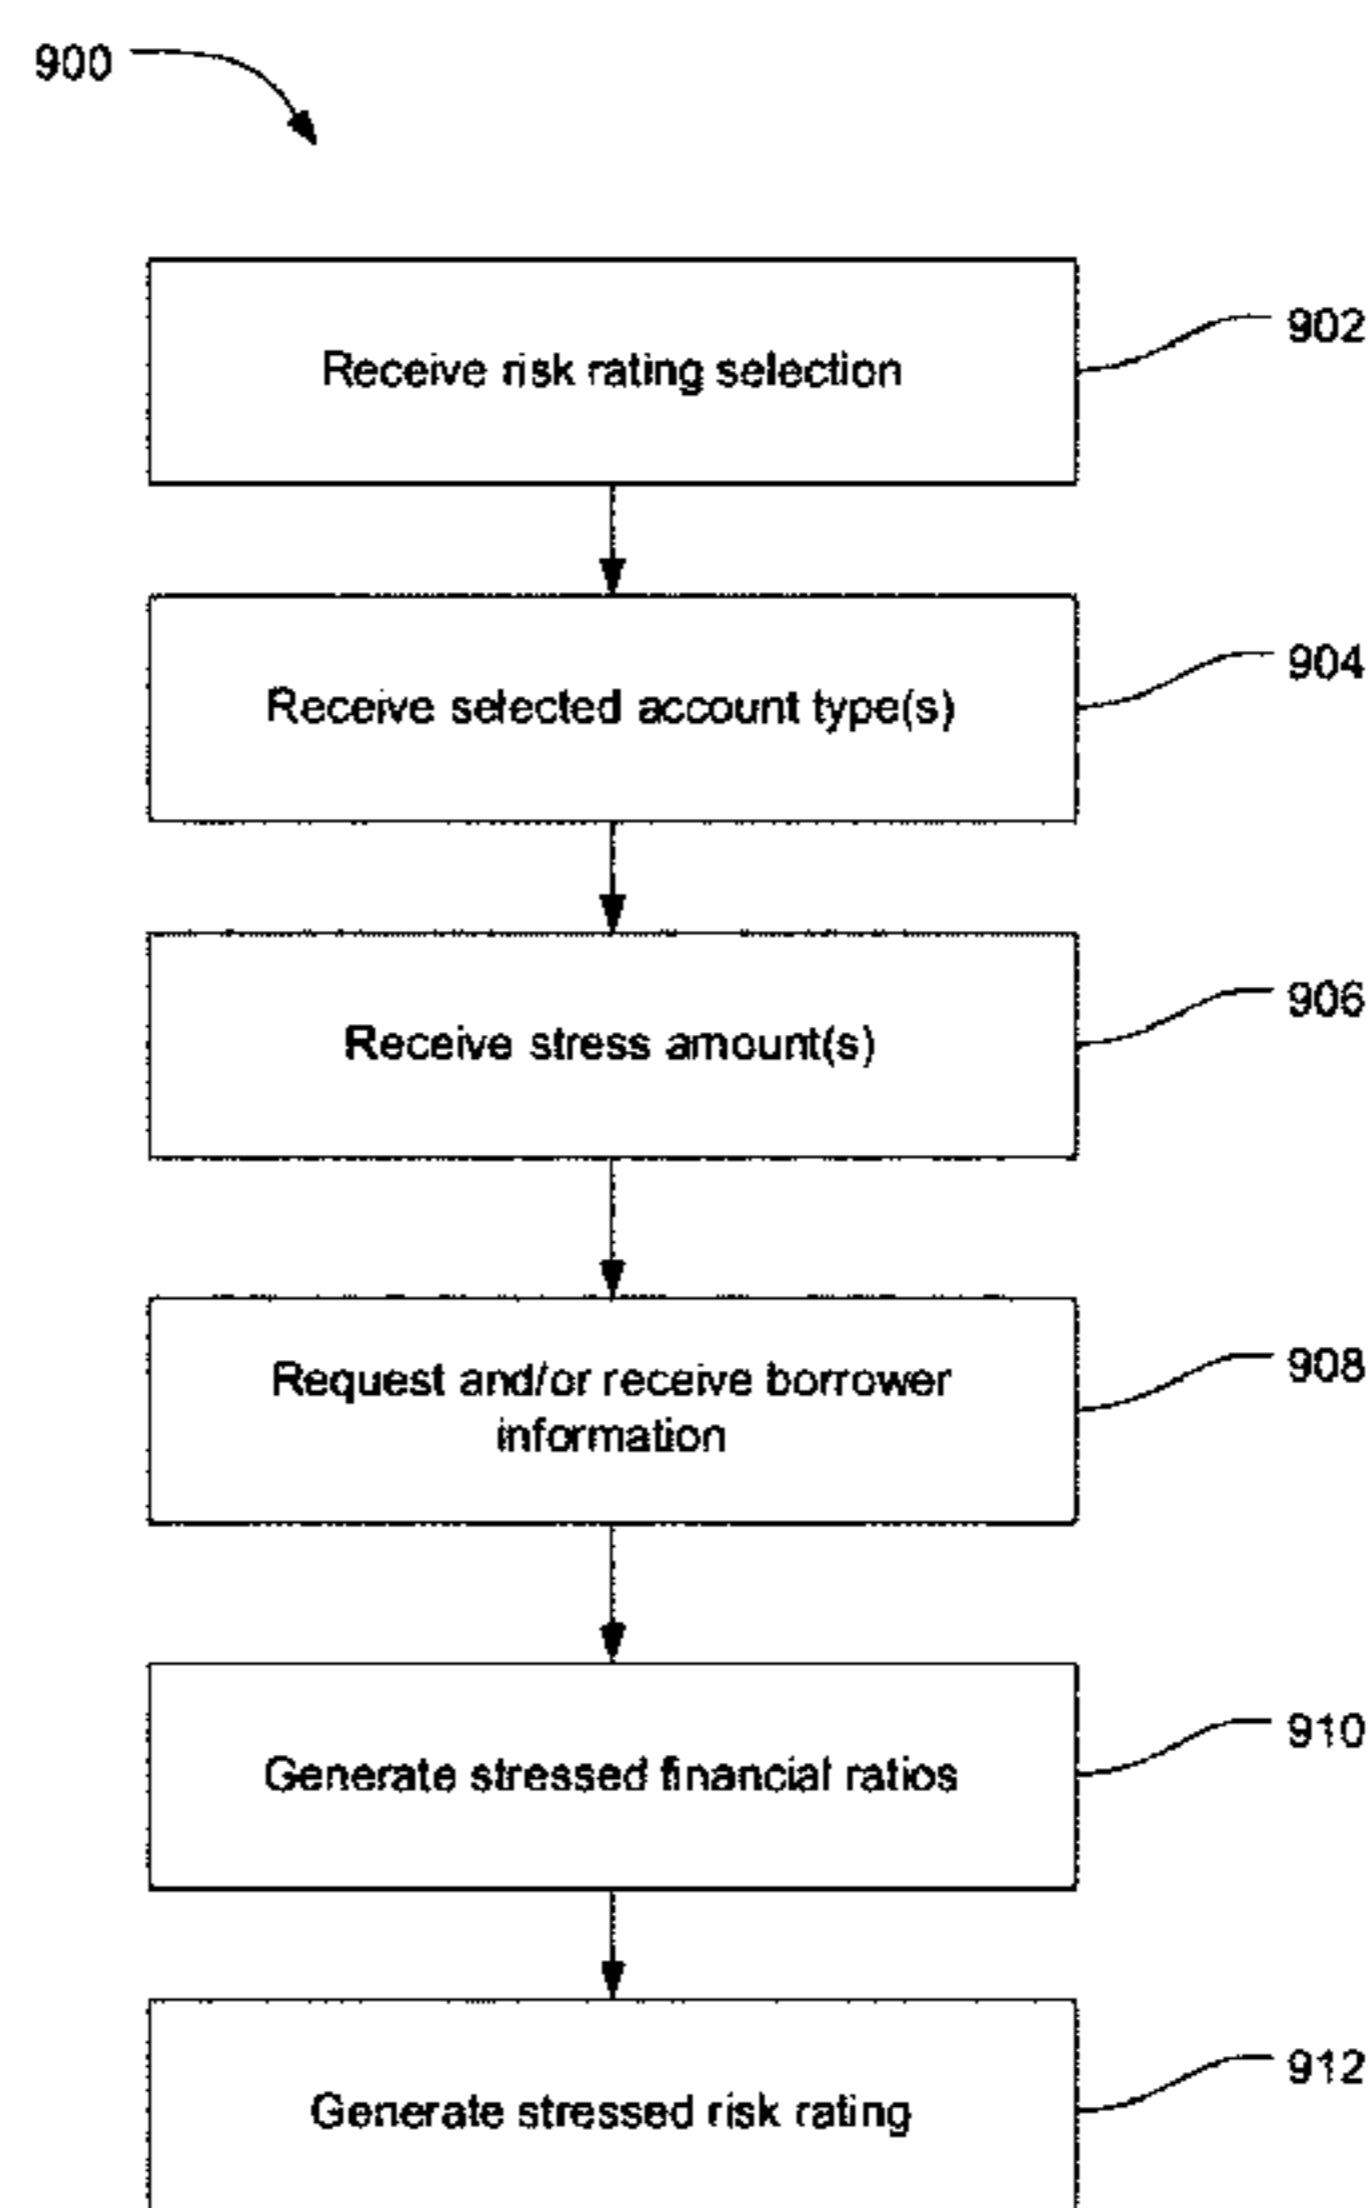 900
Receive risk rating selection
902
Receive selected account type(s)
904
Receive stress amount(s)
906
Request and/or receive borrower
information
908
Generate stressed financial ratios
910
Generate stressed risk rating
912